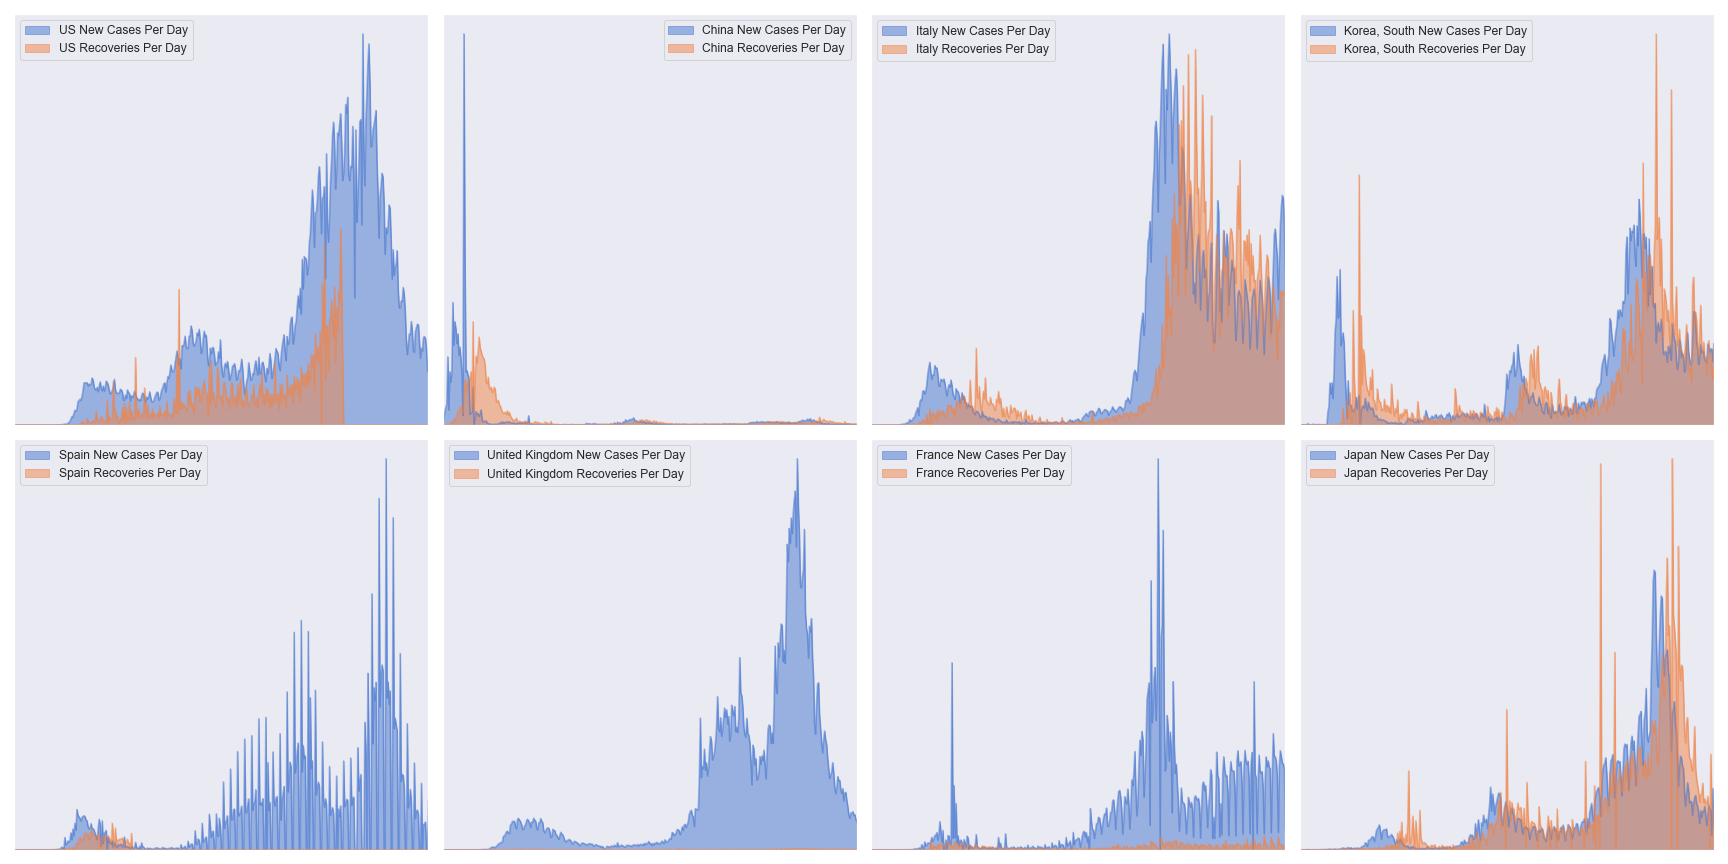 US New Cases Per Day
US Recoveries Per Day
China New Cases Per Day
China Recoveries Per Day
Italy New Cases Per Day
Italy Recoveries Per Day
Korea, South New Cases Per Day
Korea, South Recoveries Per Day
Spain New Cases Per Day
Spain Recoveries Per Day
United Kingdom New Cases Per Day
United Kingdom Recoveries Per Day
France New Cases Per Day
France Recoveries Per Day
Japan New Cases Per Day
Japan Recoveries Per Day